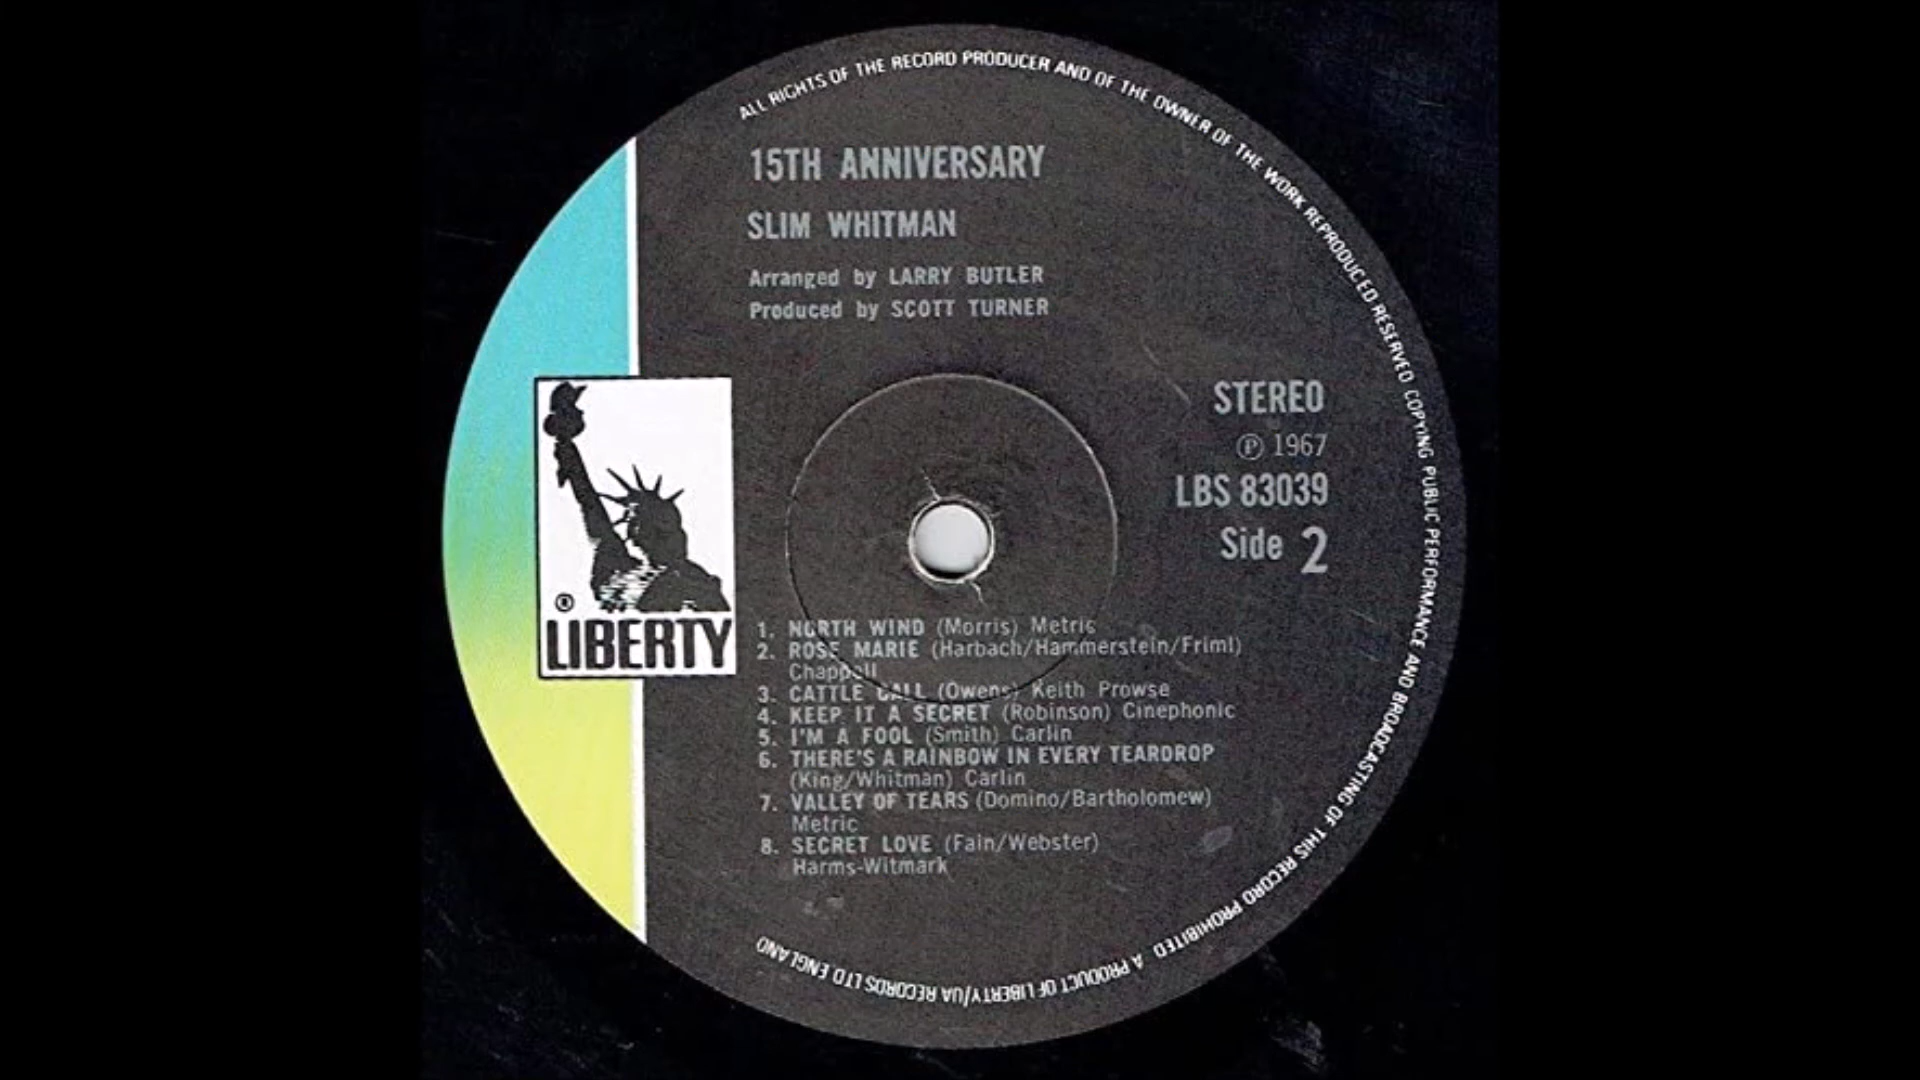 ALL RIGHTS OF THE RECORD PRODUCER AND OF THE OWNER OF THE WORK REPRODUCED RESERVED COPYING PUBLIC PERFORMANCE AND BROADCASTING OF THIS RECORD PROHIBITED A PRODUCT OF LIBERTY/UA RECORDS LTD ENGLAND
15TH ANNIVERSARY
SLIM WHITMAN
Arranged by LARRY BUTLER
Produced by SCOTT TURNER
STEREO
Ⓟ 1967
LBS 83039
Side 2
®
LIBERTY
1. NORTH WIND (Morris) Metric
2. ROSE MARIE (Harbach/Hammerstein/Friml)
Chappell
3. CATTLE CALL (Owens) Keith Prowse
4. KEEP IT A SECRET (Robinson) Cinephonic
5. I'M A FOOL (Smith) Carlin
6. THERE'S A RAINBOW IN EVERY TEARDROP
(King/Whitman) Carlin
7. VALLEY OF TEARS (Domino/Bartholomew)
Metric
8. SECRET LOVE (Fain/Webster)
Harms-Witmark